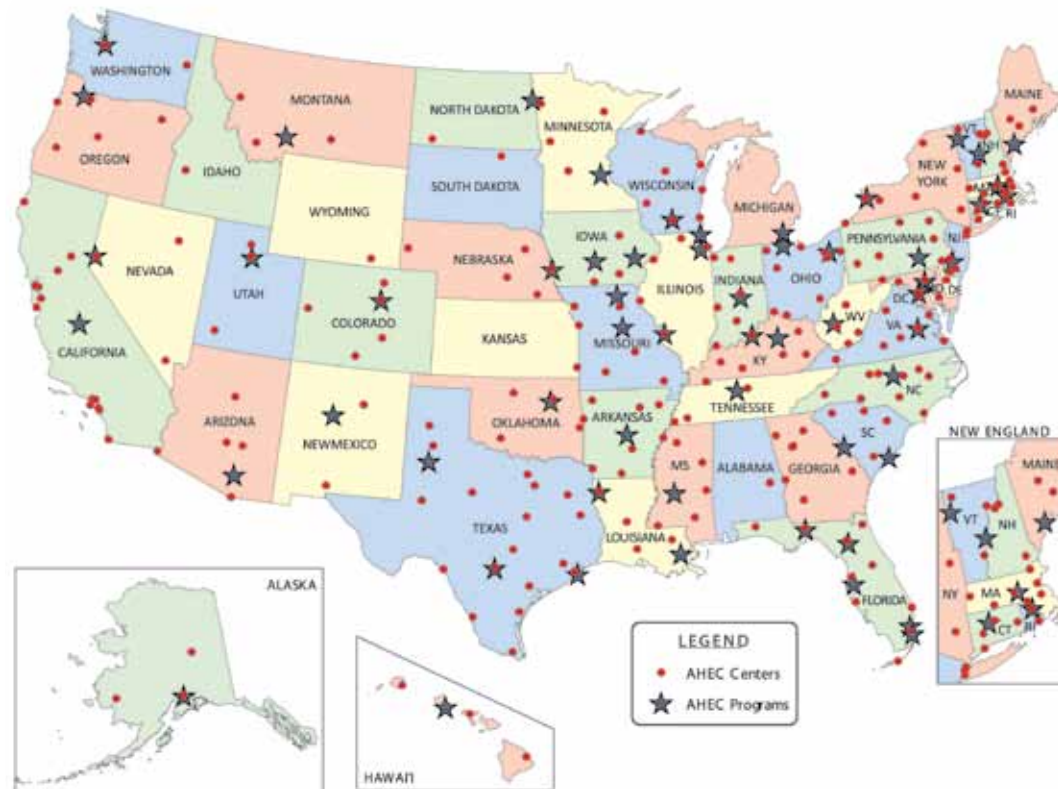 WASHINGTON
MONTANA
NORTH DAKOTA
MINNESOTA
MAINE
VT
NH
OREGON
IDAHO
SOUTH DAKOTA
WISCONSIN
MICHIGAN
NEW
YORK
CT
RI
WYOMING
IOWA
PENNSYLVANIA
NJ
NEBRASKA
NEVADA
UTAH
ILLINOIS
INDIANA
OHIO
DE
DC
COLORADO
WV
VA
CALIFORNIA
KANSAS
MISSOURI
KY
NC
ARIZONA
NEWMEXICO
OKLAHOMA
ARKANSAS
TENNESSEE
SC
MS
ALABAMA
GEORGIA
TEXAS
LOUISIANA
FLORIDA
NEW ENGLAND
MAINE
VT
NH
NY
MA
CT
RI
ALASKA
HAWAI'I
LEGEND
AHEC Centers
AHEC Programs